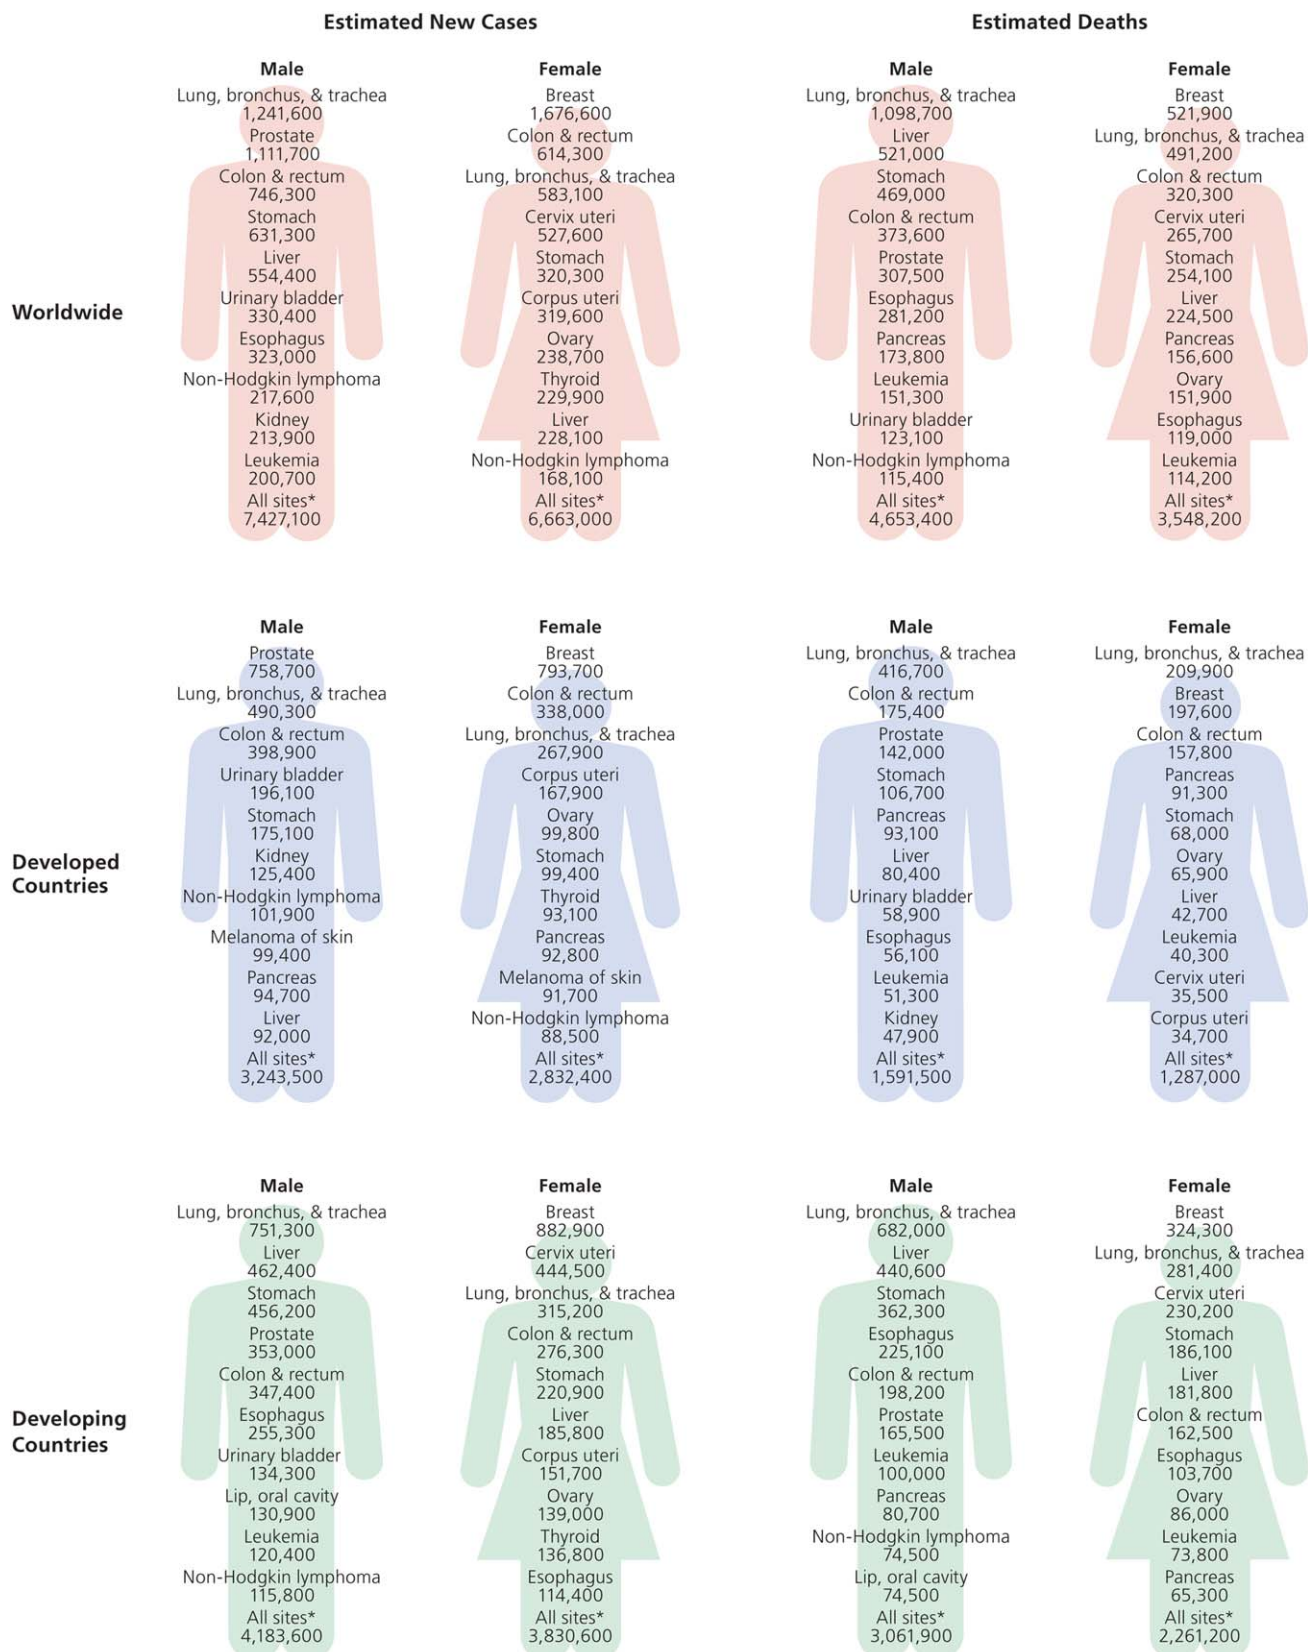 Estimated New Cases
Estimated Deaths
Worldwide
Male
Lung, bronchus, & trachea
1,241,600
Prostate
1,111,700
Colon & rectum
746,300
Stomach
631,300
Liver
554,400
Urinary bladder
330,400
Esophagus
323,000
Non-Hodgkin lymphoma
217,600
Kidney
213,900
Leukemia
200,700
All sites*
7,427,100
Female
Breast
1,676,600
Colon & rectum
614,300
Lung, bronchus, & trachea
583,100
Cervix uteri
527,600
Stomach
320,300
Corpus uteri
319,600
Ovary
238,700
Thyroid
229,900
Liver
228,100
Non-Hodgkin lymphoma
168,100
All sites*
6,663,000
Male
Lung, bronchus, & trachea
1,098,700
Liver
521,000
Stomach
469,000
Colon & rectum
373,600
Prostate
307,500
Esophagus
281,200
Pancreas
173,800
Leukemia
151,300
Urinary bladder
123,100
Non-Hodgkin lymphoma
115,400
All sites*
4,653,400
Female
Breast
521,900
Lung, bronchus, & trachea
491,200
Colon & rectum
320,300
Cervix uteri
265,700
Stomach
254,100
Liver
224,500
Pancreas
156,600
Ovary
151,900
Esophagus
119,000
Leukemia
114,200
All sites*
3,548,200
Developed
Countries
Male
Prostate
758,700
Lung, bronchus, & trachea
490,300
Colon & rectum
398,900
Urinary bladder
196,100
Stomach
175,100
Kidney
125,400
Non-Hodgkin lymphoma
101,900
Melanoma of skin
99,400
Pancreas
94,700
Liver
92,000
All sites*
3,243,500
Female
Breast
793,700
Colon & rectum
338,000
Lung, bronchus, & trachea
267,900
Corpus uteri
167,900
Ovary
99,800
Stomach
99,400
Thyroid
93,100
Pancreas
92,800
Melanoma of skin
91,700
Non-Hodgkin lymphoma
88,500
All sites*
2,832,400
Male
Lung, bronchus, & trachea
416,700
Colon & rectum
175,400
Prostate
142,000
Stomach
106,700
Pancreas
93,100
Liver
80,400
Urinary bladder
58,900
Esophagus
56,100
Leukemia
51,300
Kidney
47,900
All sites*
1,591,500
Female
Lung, bronchus, & trachea
209,900
Breast
197,600
Colon & rectum
157,800
Pancreas
91,300
Stomach
68,000
Ovary
65,900
Liver
42,700
Leukemia
40,300
Cervix uteri
35,500
Corpus uteri
34,700
All sites*
1,287,000
Developing
Countries
Male
Lung, bronchus, & trachea
751,300
Liver
462,400
Stomach
456,200
Prostate
353,000
Colon & rectum
347,400
Esophagus
255,300
Urinary bladder
134,300
Lip, oral cavity
130,900
Leukemia
120,400
Non-Hodgkin lymphoma
115,800
All sites*
4,183,600
Female
Breast
882,900
Cervix uteri
444,500
Lung, bronchus, & trachea
315,200
Colon & rectum
276,300
Stomach
220,900
Liver
185,800
Corpus uteri
151,700
Ovary
139,000
Thyroid
136,800
Esophagus
114,400
All sites*
3,830,600
Male
Lung, bronchus, & trachea
682,000
Liver
440,600
Stomach
362,300
Esophagus
225,100
Colon & rectum
198,200
Prostate
165,500
Leukemia
100,000
Pancreas
80,700
Non-Hodgkin lymphoma
74,500
Lip, oral cavity
74,500
All sites*
3,061,900
Female
Breast
324,300
Lung, bronchus, & trachea
281,400
Cervix uteri
230,200
Stomach
186,100
Liver
181,800
Colon & rectum
162,500
Esophagus
103,700
Ovary
86,000
Leukemia
73,800
Pancreas
65,300
All sites*
2,261,200